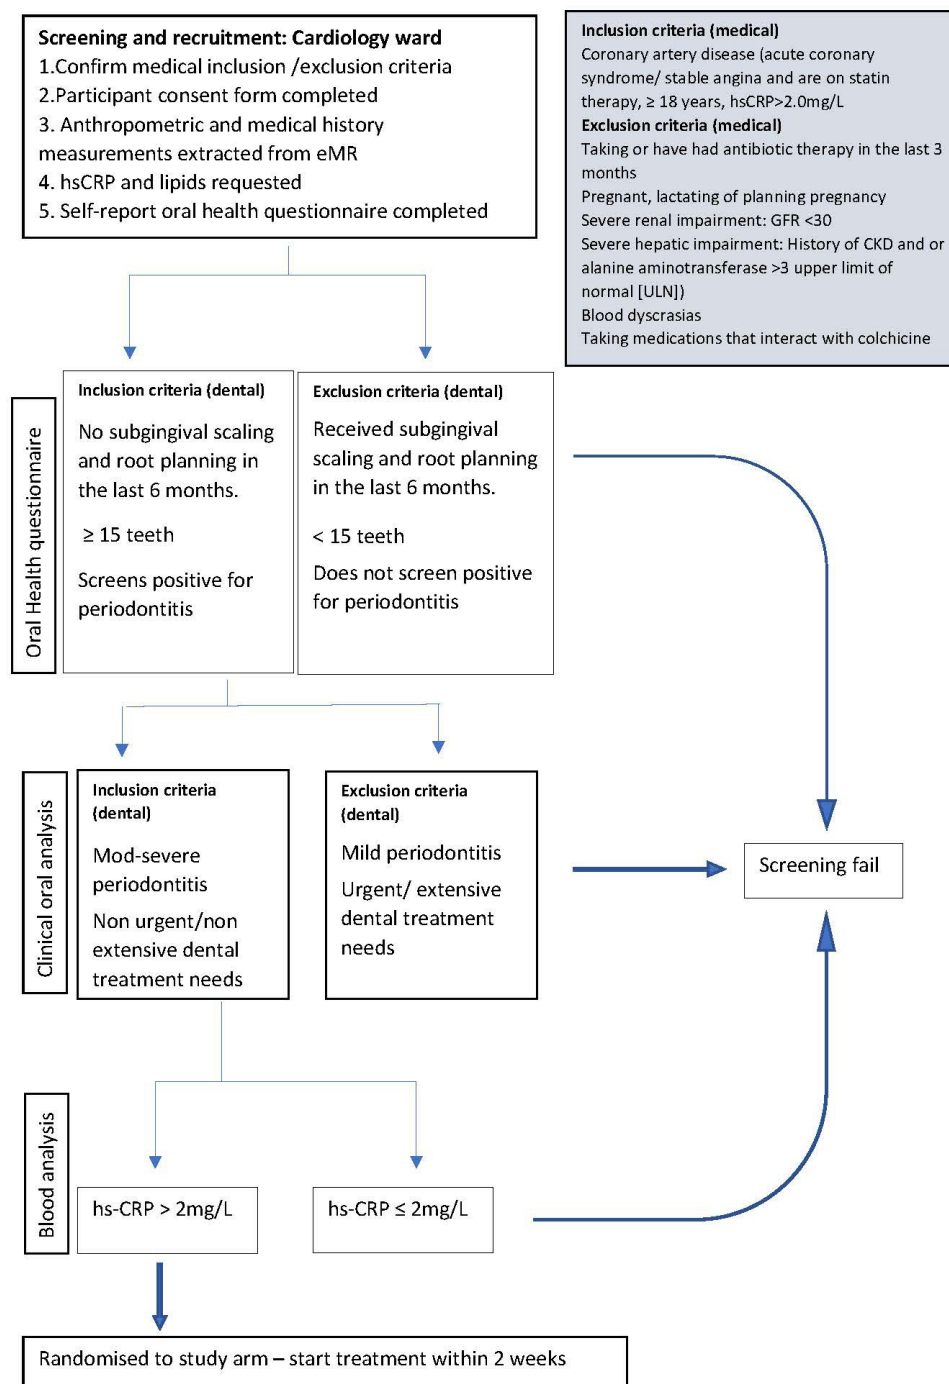 Screening and recruitment: Cardiology ward
1.Confirm medical inclusion /exclusion criteria
2.Participant consent form completed
3. Anthropometric and medical history
measurements extracted from eMR
4. hsCRP and lipids requested
5. Self-report oral health questionnaire completed
Inclusion criteria (medical)
Coronary artery disease (acute coronary
syndrome/ stable angina and are on statin
therapy, ≥ 18 years, hsCRP>2.0mg/L
Exclusion criteria (medical)
Taking or have had antibiotic therapy in the last 3
months
Pregnant, lactating of planning pregnancy
Severe renal impairment: GFR <30
Severe hepatic impairment: History of CKD and or
alanine aminotransferase >3 upper limit of
normal [ULN])
Blood dyscrasias
Taking medications that interact with colchicine
Oral Health questionnaire
Inclusion criteria (dental)
No subgingival scaling
and root planning in
the last 6 months.
≥ 15 teeth
Screens positive for
periodontitis
Exclusion criteria (dental)
Received subgingival
scaling and root planning
in the last 6 months.
< 15 teeth
Does not screen positive
for periodontitis
Clinical oral analysis
Inclusion criteria
(dental)
Mod-severe
periodontitis
Non urgent/non
extensive dental
treatment needs
Exclusion criteria
(dental)
Mild periodontitis
Urgent/ extensive
dental treatment
needs
Screening fail
Blood analysis
hs-CRP > 2mg/L
hs-CRP ≤ 2mg/L
Randomised to study arm – start treatment within 2 weeks